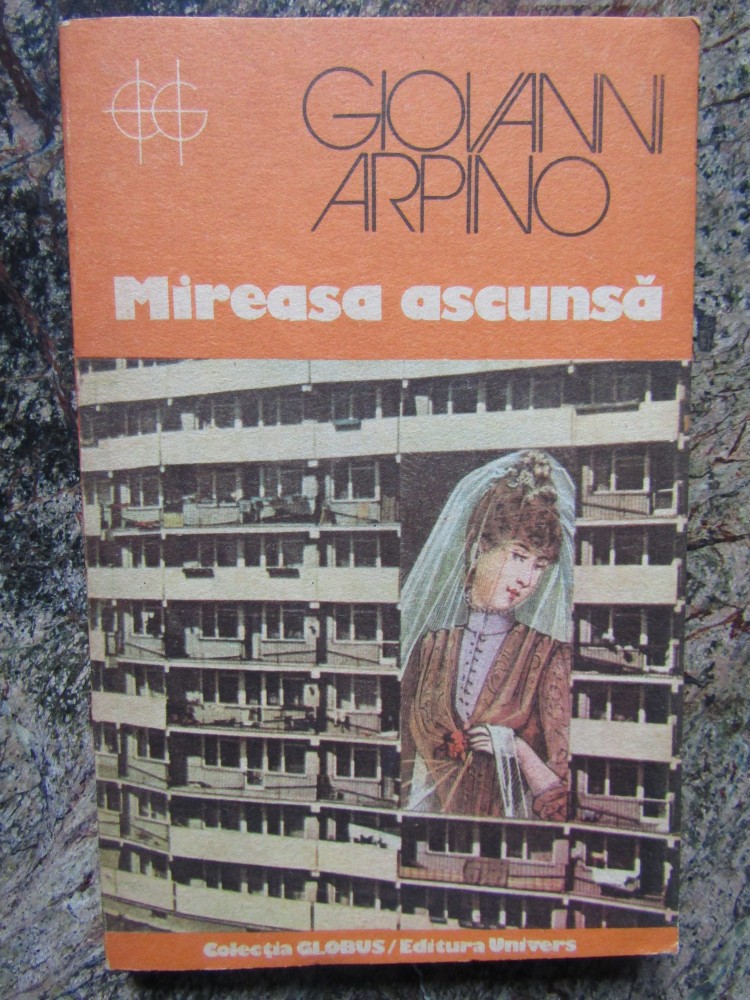 GIOVANNI
ARPINO
Mireasa ascunsă
Colecția GLOBUS/Editura Univers